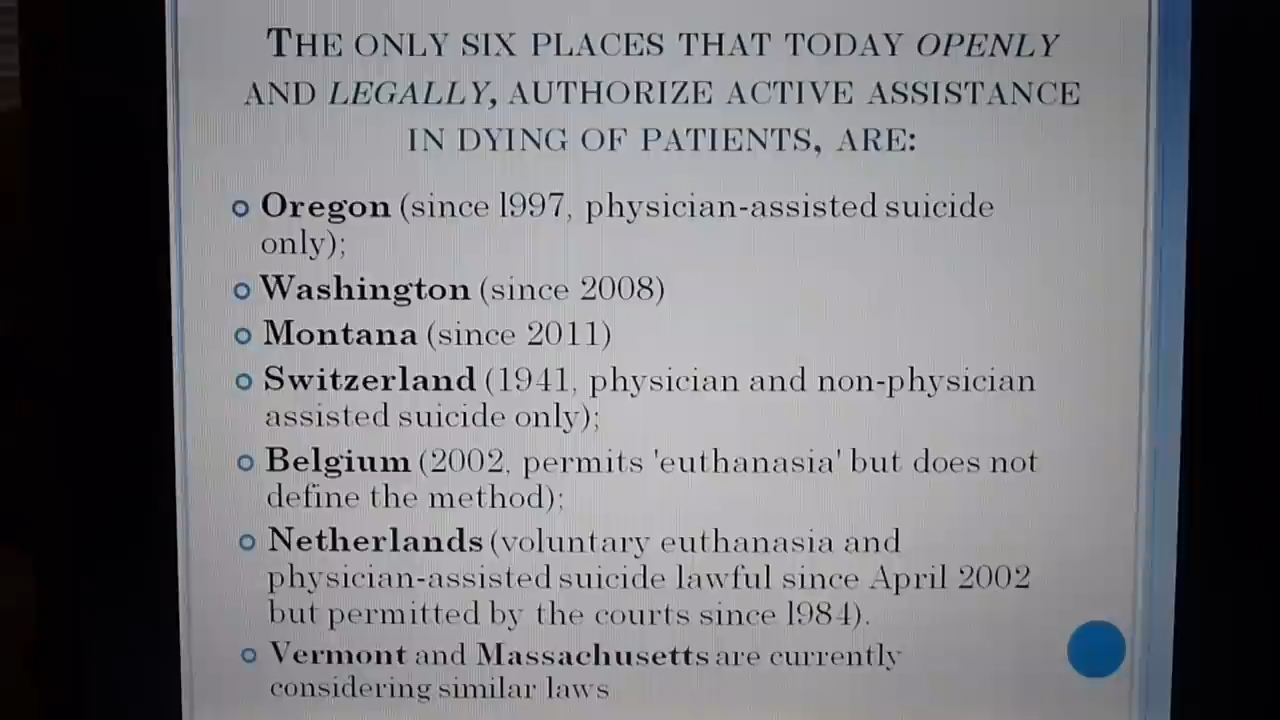 THE ONLY SIX PLACES THAT TODAY OPENLY
AND LEGALLY, AUTHORIZE ACTIVE ASSISTANCE
IN DYING OF PATIENTS, ARE:
Oregon (since 1997, physician-assisted suicide
only);
Washington (since 2008)
Montana (since 2011)
Switzerland (1941, physician and non-physician
assisted suicide only);
Belgium (2002, permits 'euthanasia' but does not
define the method);
Netherlands (voluntary euthanasia and
physician-assisted suicide lawful since April 2002
but permitted by the courts since 1984).
Vermont and Massachusetts are currently
considering similar laws